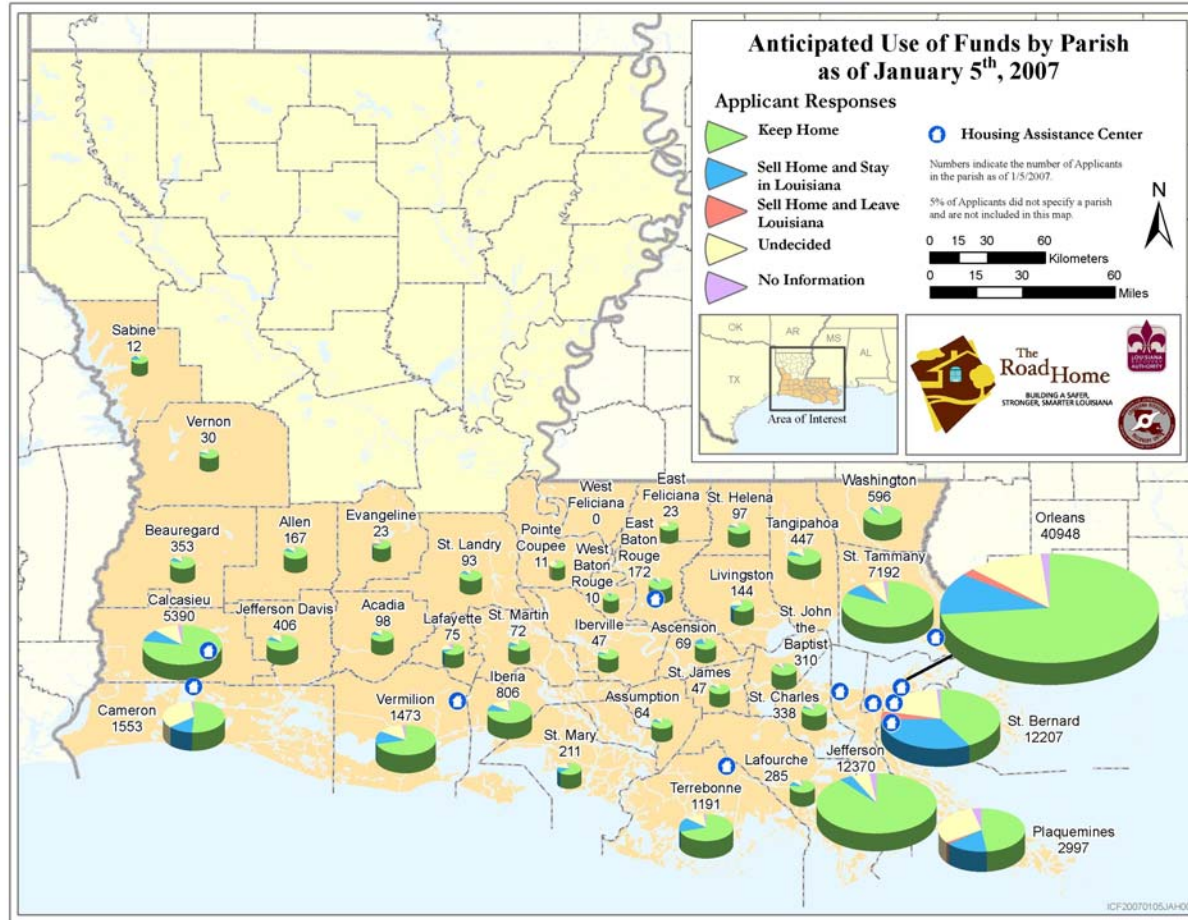 Anticipated Use of Funds by Parish
as of January 5th, 2007
Applicant Responses
Keep Home
Sell Home and Stay
in Louisiana
Sell Home and Leave
Louisiana
Undecided
No Information
Housing Assistance Center
Numbers indicate the number of Applicants
in the parish as of 1/5/2007.
5% of Applicants did not specify a parish
and are not included in this map.
N
0 15 30 60
Kilometers
0 15 30 60
Miles
OK
AR
MS
AL
TX
Area of Interest
The
Road Home
BUILDING A SAFER,
STRONGER, SMARTER LOUISIANA
LOUISIANA
RECOVERY
AUTHORITY
Sabine
12
Vernon
30
Beauregard
353
Allen
167
Evangeline
23
St. Landry
93
Pointe
Coupee
11
West
Feliciana
0
East
Feliciana
23
St. Helena
97
Washington
596
Tangipahoa
447
Orleans
40948
West
Baton
Rouge
10
East
Baton
Rouge
172
Livingston
144
St. Tammany
7192
Calcasieu
5390
Jefferson Davis
406
Acadia
98
Lafayette
75
St. Martin
72
Iberville
47
Ascension
69
St. John
the
Baptist
310
Cameron
1553
Vermilion
1473
Iberia
806
St. Mary
211
Assumption
64
St. James
47
St. Charles
338
St. Bernard
12207
Terrebonne
1191
Lafourche
285
Jefferson
12370
Plaquemines
2997